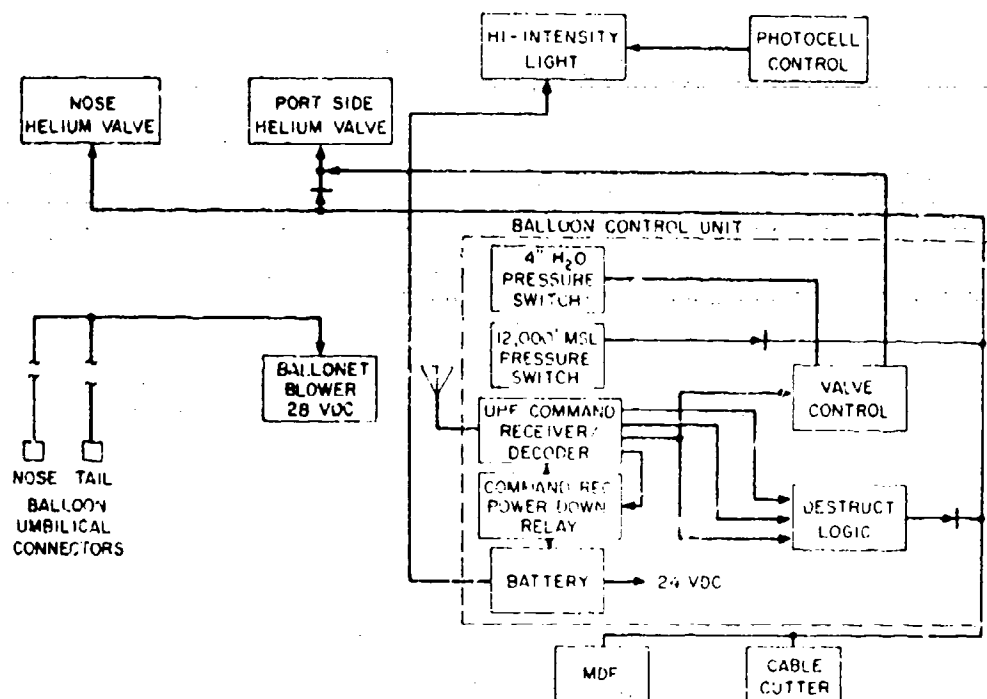 HI-INTENSITY
LIGHT
PHOTOCELL
CONTROL
NOSE
HELIUM VALVE
PORT SIDE
HELIUM VALVE
BALLOON CONTROL UNIT
4" H₂O
PRESSURE
SWITCH
12,000' MSL
PRESSURE
SWITCH
BALLONET
BLOWER
28 VDC
VALVE
CONTROL
UHF COMMAND
RECEIVER/
DECODER
NOSE TAIL
BALLOON
UMBILICAL
CONNECTORS
COMMAND REC
POWER DOWN
RELAY
DESTRUCT
LOGIC
BATTERY
24 VDC
MDF
CABLE
CUTTER